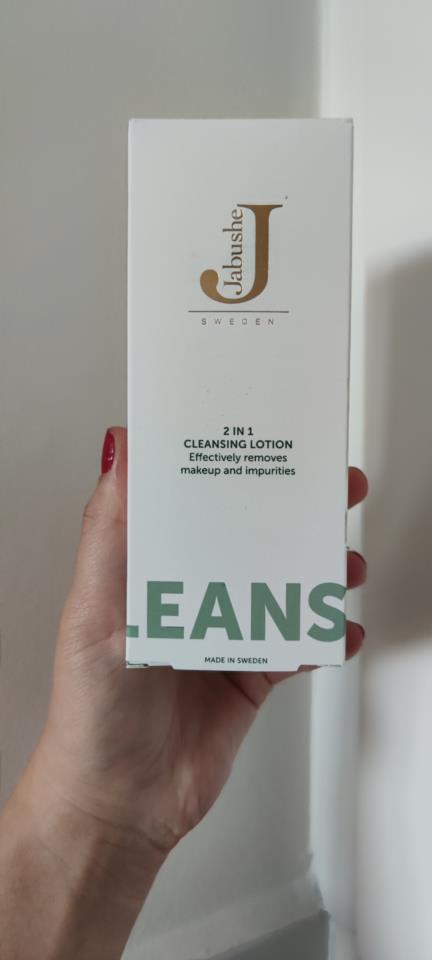 Jabushe
J
SWEDEN
2 IN 1
CLEANSING LOTION
Effectively removes
makeup and impurities
LEANS
MADE IN SWEDEN